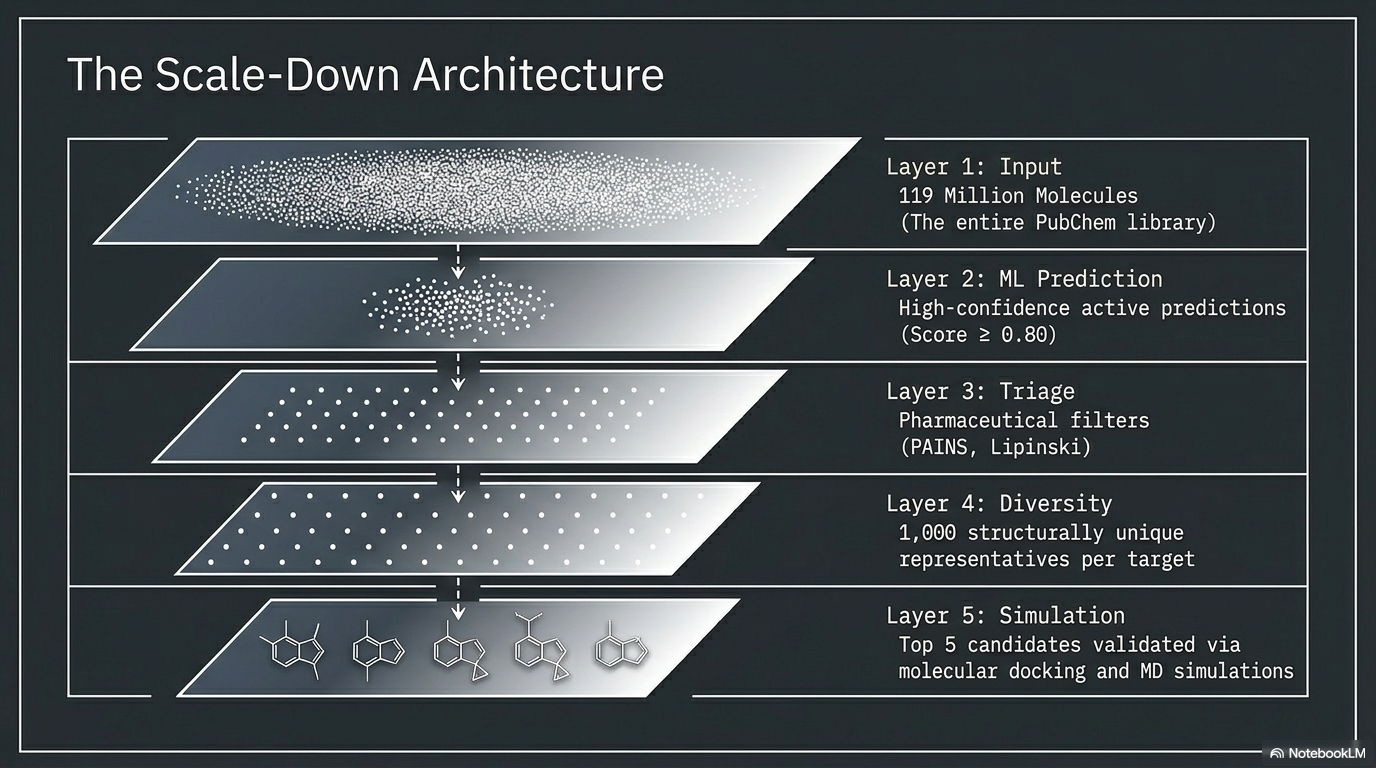 The Scale-Down Architecture
Layer 1: Input
119 Million Molecules
(The entire PubChem library)
Layer 2: ML Prediction
High-confidence active predictions
(Score ≥ 0.80)
Layer 3: Triage
Pharmaceutical filters
(PAINS, Lipinski)
Layer 4: Diversity
1,000 structurally unique
representatives per target
Layer 5: Simulation
Top 5 candidates validated via
molecular docking and MD simulations
NotebookLM